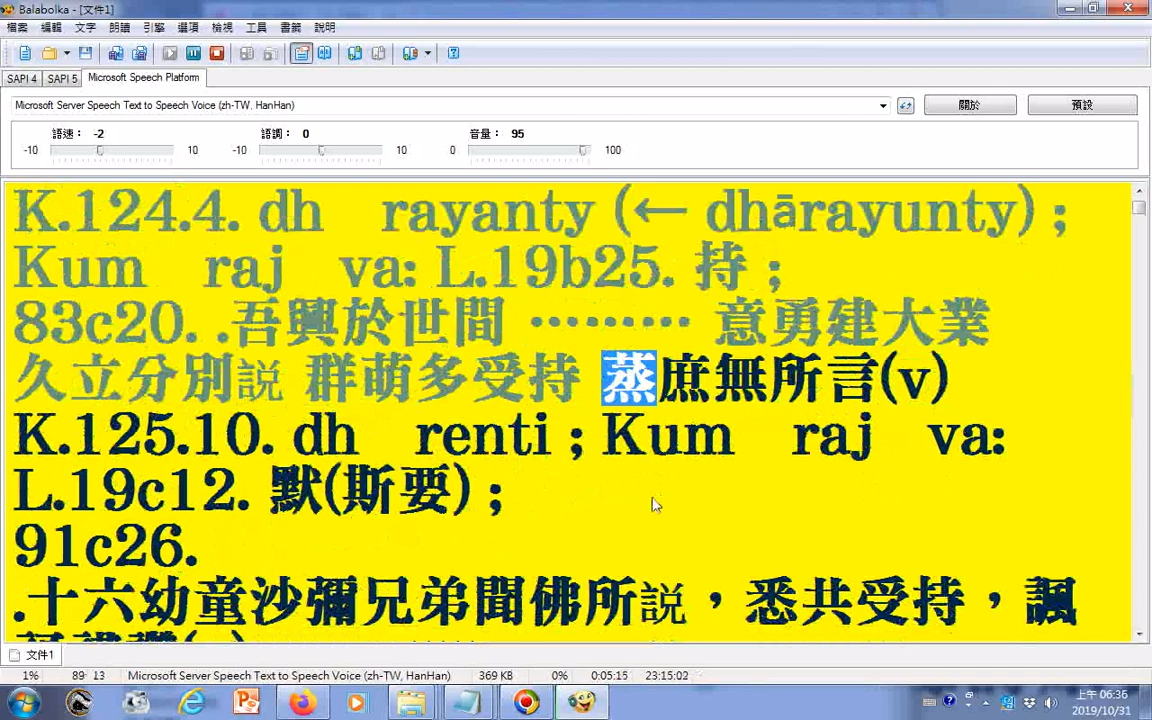 Balabolka - [文件1]
檔案 編輯 文字 朗讀 引擎 選項 檢視 工具 書籤 說明
SAPI 4 SAPI 5 Microsoft Speech Platform
Microsoft Server Speech Text to Speech Voice (zh-TW, HanHan) 關於 預設
語速： -2 語調： 0 音量： 95
-10 10 -10 10 0 100
K.124.4. dh rayanty (← dhārayunty) ;
Kum raj va: L.19b25. 持 ;
83c20. .吾興於世間 ⋯⋯⋯ 意勇建大業
久立分別説 群萌多受持 蒸庶無所言(v)
K.125.10. dh renti ; Kum raj va:
L.19c12. 默(斯要) ;
91c26.
.十六幼童沙彌兄弟聞佛所説，悉共受持，諷
文件1
1% 89: 13 Microsoft Server Speech Text to Speech Voice (zh-TW, HanHan) 369 KB 0% 0:05:15 23:15:02
上午 06:36
2019/10/31